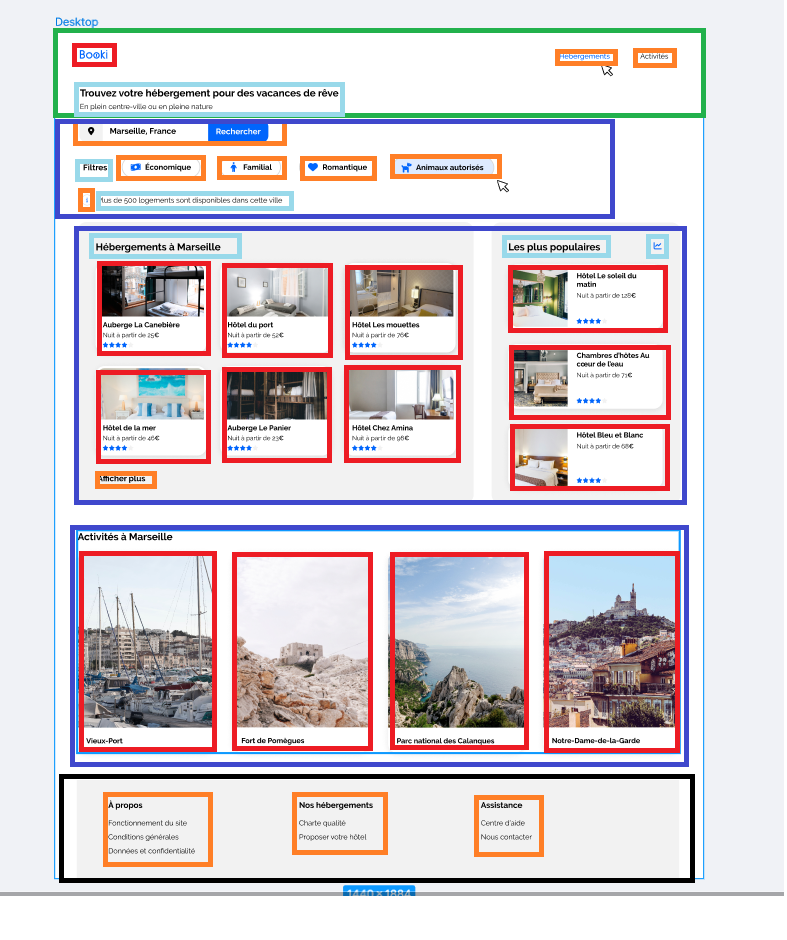 Desktop
Booki
Hébergements
Activités
Trouvez votre hébergement pour des vacances de rêve
En plein centre-ville ou en pleine nature
Marseille, France
Rechercher
Filtres
Économique
Familial
Romantique
Animaux autorisés
Plus de 500 logements sont disponibles dans cette ville
Hébergements à Marseille
Auberge La Canebière
Nuit à partir de 25€
Hôtel du port
Nuit à partir de 52€
Hôtel Les mouettes
Nuit à partir de 76€
Hôtel de la mer
Nuit à partir de 46€
Auberge Le Panier
Nuit à partir de 23€
Hôtel Chez Amina
Nuit à partir de 96€
Afficher plus
Les plus populaires
Hôtel Le soleil du
matin
Nuit à partir de 128€
Chambres d'hôtes Au
cœur de l'eau
Nuit à partir de 71€
Hôtel Bleu et Blanc
Nuit à partir de 68€
Activités à Marseille
Vieux-Port
Fort de Pomègues
Parc national des Calanques
Notre-Dame-de-la-Garde
À propos
Fonctionnement du site
Conditions générales
Données et confidentialité
Nos hébergements
Charte qualité
Proposer votre hôtel
Assistance
Centre d'aide
Nous contacter
1440 × 1884